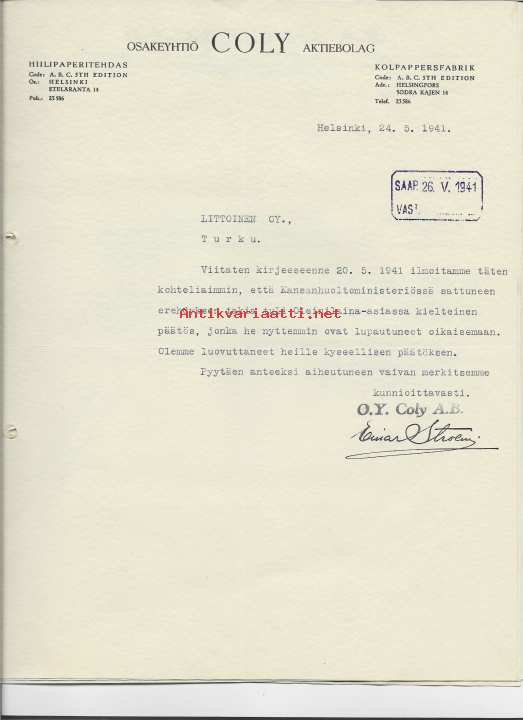 OSAKEYHTIÖ COLY AKTIEBOLAG
HIILIPAPERITEHDAS
Code: A. B. C. 5TH EDITION
Os.: HELSINKI
ETELÄRANTA 14
Puh.: 23 586
KOLPAPPERSFABRIK
Code: A. B. C. 5TH EDITION
Adr.: HELSINGFORS
SÖDRA KAJEN 14
Telef. 23 586
Helsinki, 24. 5. 1941.
SAAP. 26. V. 1941
VAST.
LITTOINEN OY.,
T u r k u.
Viitaten kirjeeseenne 20. 5. 1941 ilmoitamme täten
kohteliaimmin, että Kansanhuoltoministeriössä sattuneen
kielteinen
Antikvariaatti.net
päätös, jonka he nyttemmin ovat lupautuneet oikaisemaan.
Olemme luovuttaneet heille kyseellisen päätöksen.
Pyytäen anteeksi aiheutuneen vaivan merkitsemme
kunnioittavasti.
O.Y. Coly A.B.
Einar